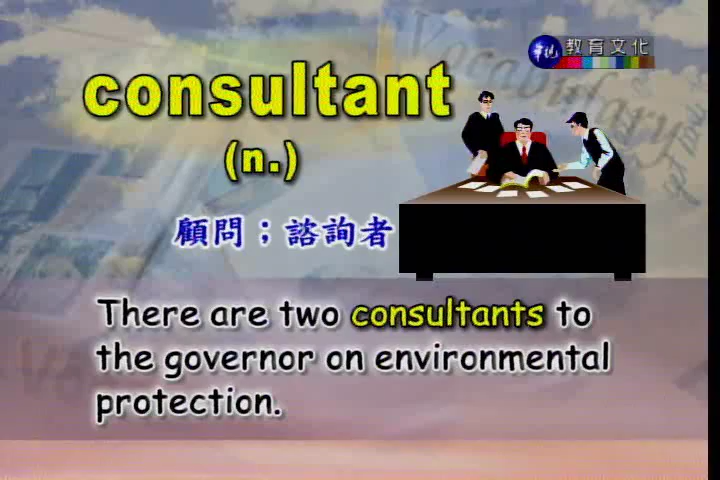 教育文化
Vocabulary
consultant
(n.)
顧問；諮詢者
There are two consultants to
the governor on environmental
protection.